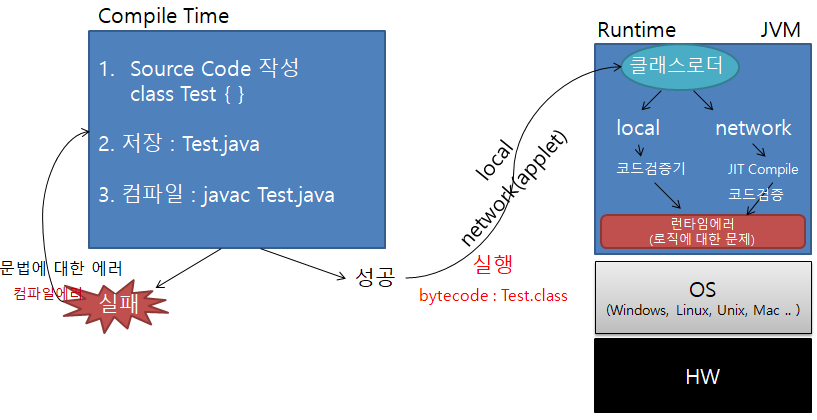 Compile Time
1. Source Code 작성
class Test { }
2. 저장 : Test.java
3. 컴파일 : javac Test.java
문법에 대한 에러
컴파일에러
실패
성공
local
network(applet)
실행
bytecode : Test.class
Runtime JVM
클래스로더
local network
코드검증기 JIT Compile
코드검증
런타임에러
(로직에 대한 문제)
OS
(Windows, Linux, Unix, Mac .. )
HW